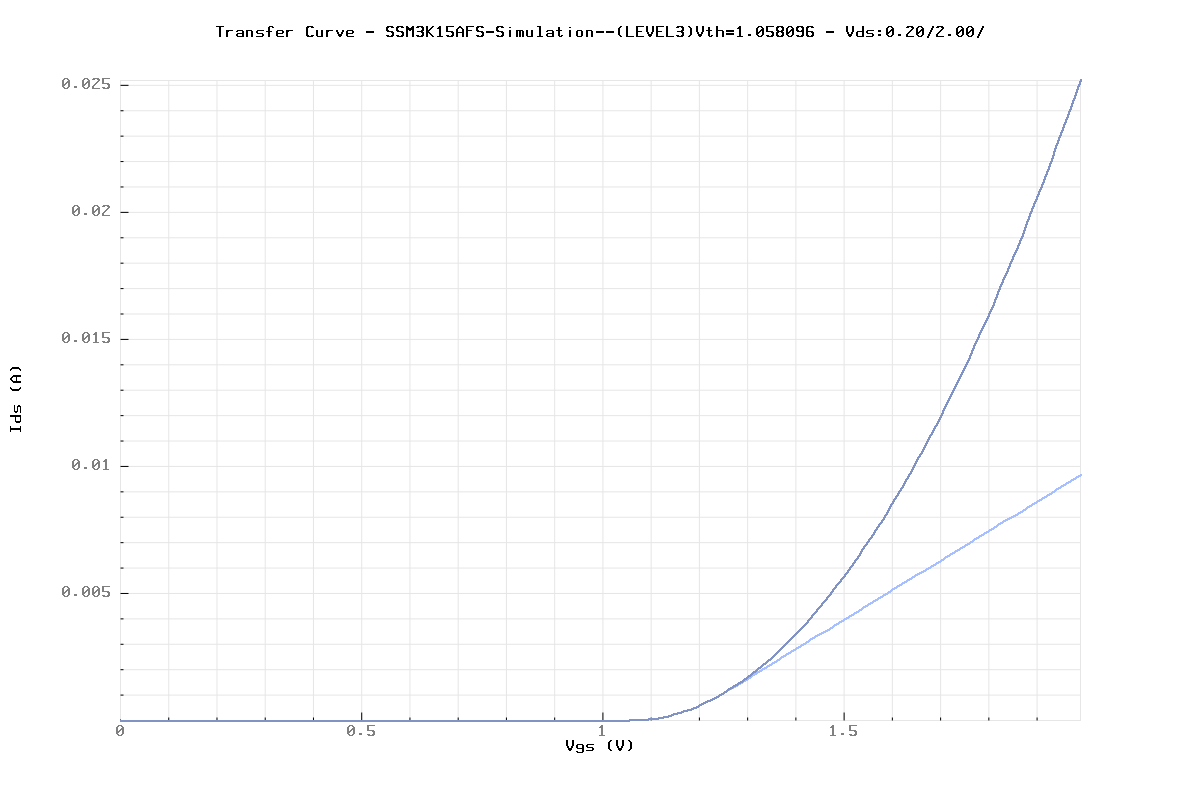 Transfer Curve - SSM3K15AFS-Simulation--(LEVEL3)Vth=1.058096 - Vds:0.20/2.00/
0.025
0.02
0.015
Ids (A)
0.01
0.005
0 0.5 1 1.5
Vgs (V)